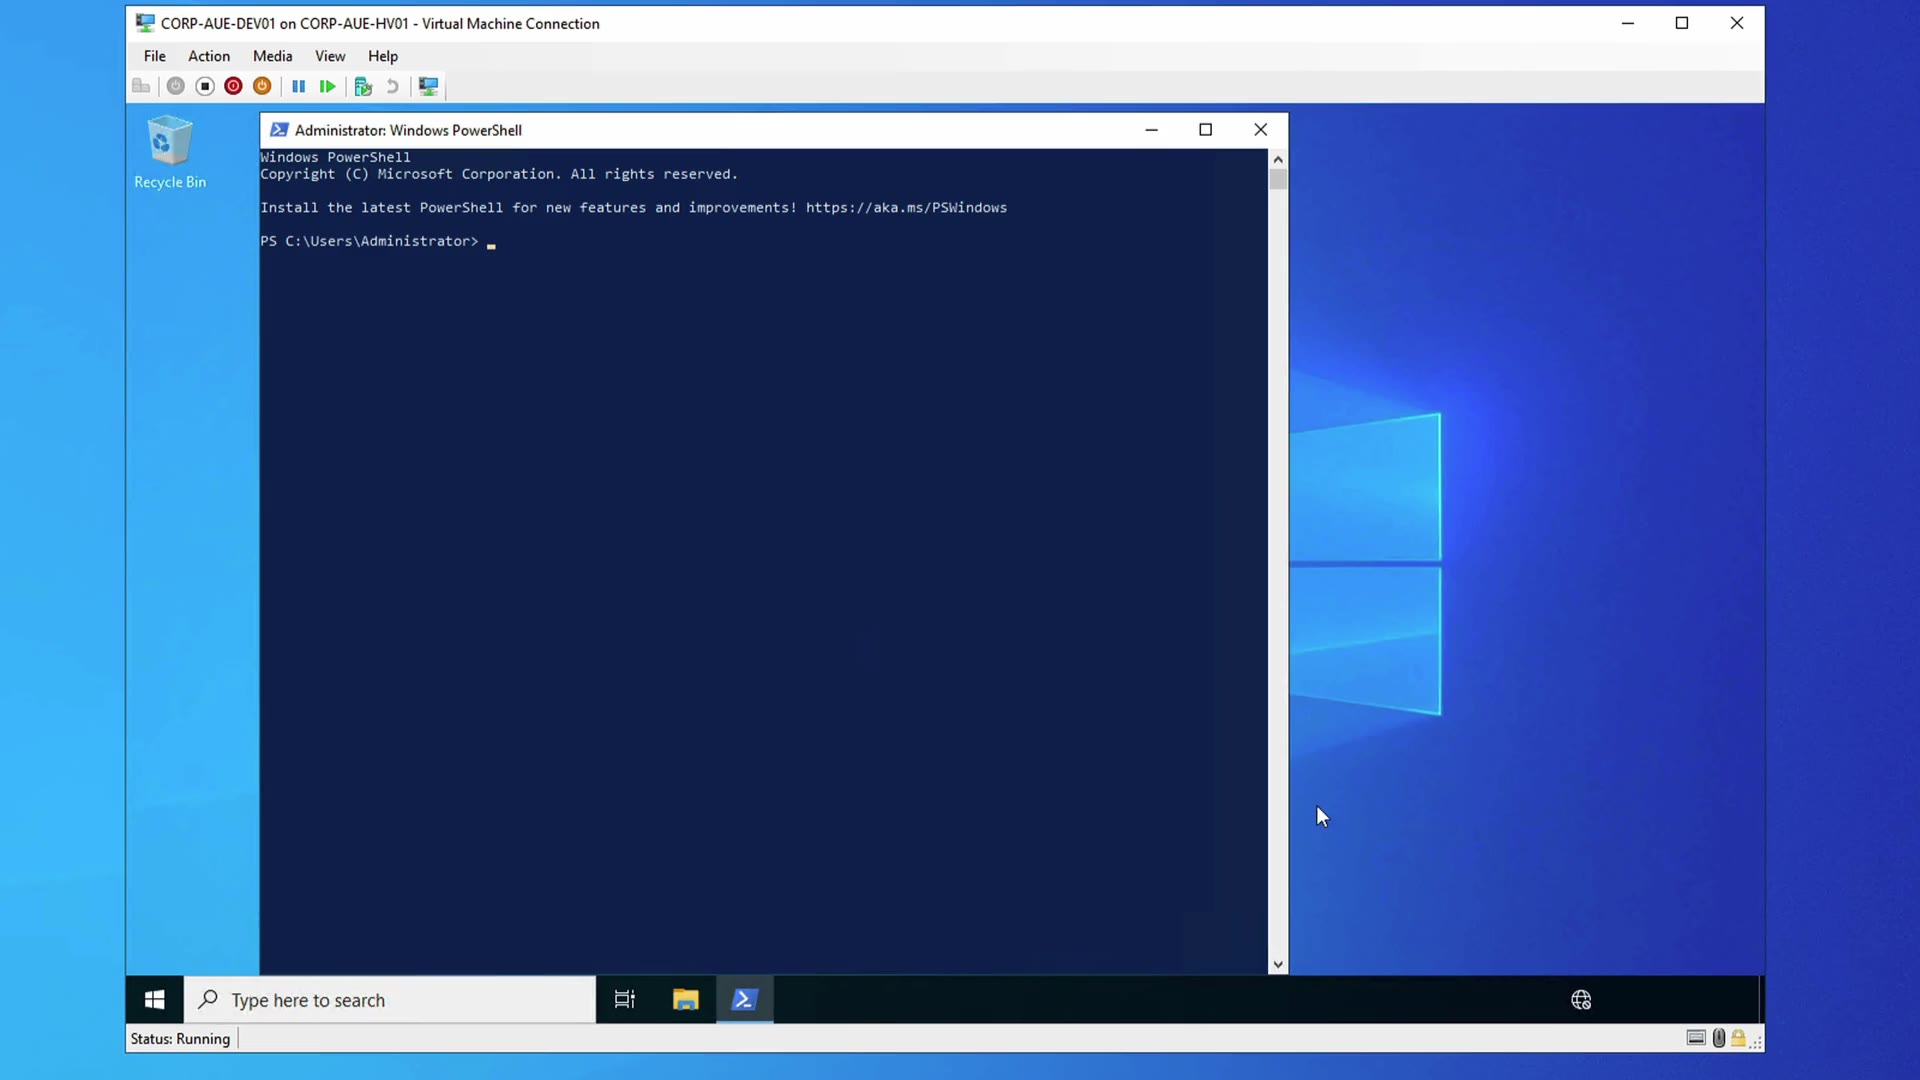 CORP-AUE-DEV01 on CORP-AUE-HV01 - Virtual Machine Connection
File Action Media View Help
Recycle Bin
Administrator: Windows PowerShell
Windows PowerShell
Copyright (C) Microsoft Corporation. All rights reserved.
Install the latest PowerShell for new features and improvements! https://aka.ms/PSWindows
PS C:\Users\Administrator> _
Type here to search
Status: Running